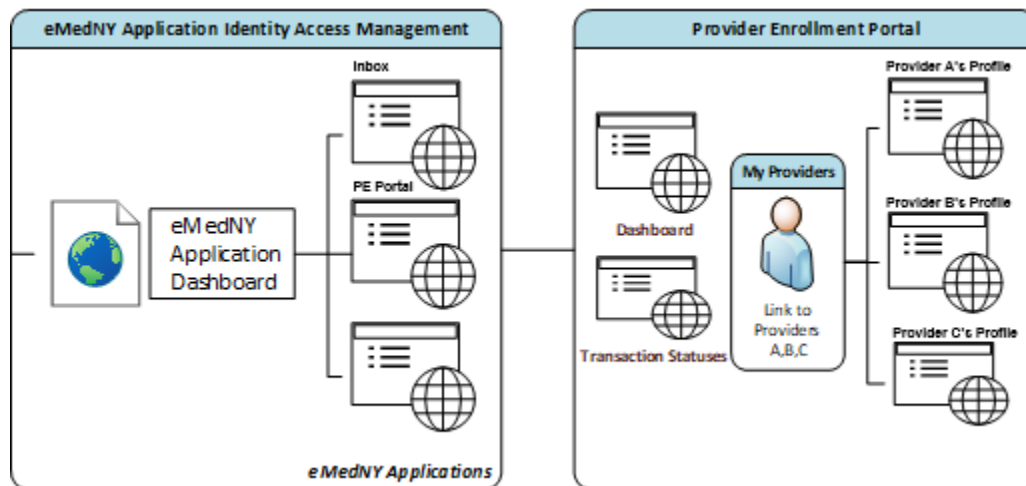 eMedNY Application Identity Access Management
Inbox
PE Portal
eMedNY
Application
Dashboard
eMedNY Applications
Provider Enrollment Portal
Dashboard
Transaction Statuses
My Providers
Link to
Providers
A,B,C
Provider A's Profile
Provider B's Profile
Provider C's Profile